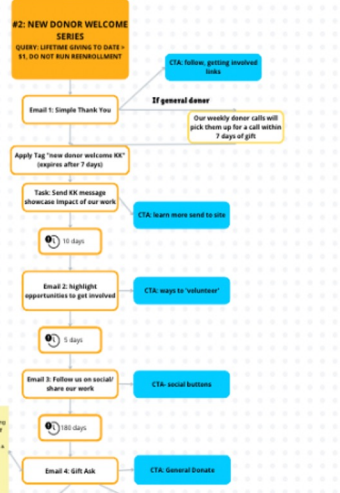 #2: NEW DONOR WELCOME
SERIES
QUERY: LIFETIME GIVING TO DATE =
$1, DO NOT RUN REENROLLMENT
CTA: follow, getting involved
links
Email 1: Simple Thank You
If general donor
Our weekly donor calls will
pick them up for a call within
7 days of gift
Apply Tag "new donor welcome KK"
(expires after 7 days)
Task: Send KK message
showcase impact of our work
CTA: learn more send to site
10 days
Email 2: highlight
opportunities to get involved
CTA: ways to 'volunteer'
5 days
Email 3: Follow us on social/
share our work
CTA- social buttons
180 days
Email 4: Gift Ask
CTA: General Donate